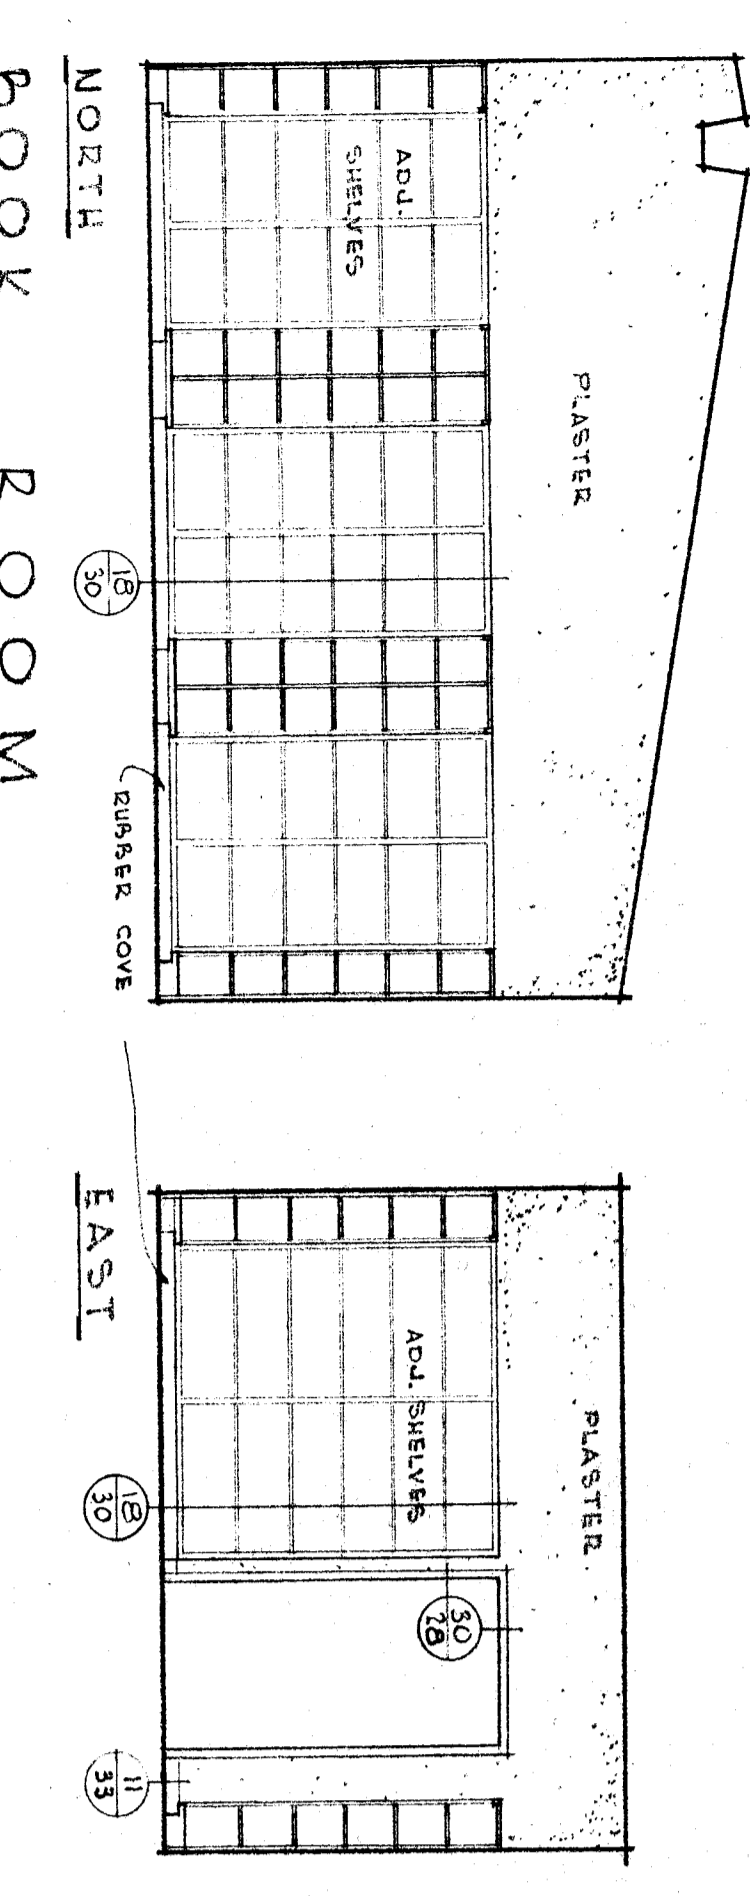 PLASTER
ADJ.
SHELVES
18
30
RUBBER COVE
NORTH
PLASTER
ADJ. SHELVES
30
28
18
30
11
33
EAST
BOOK ROOM